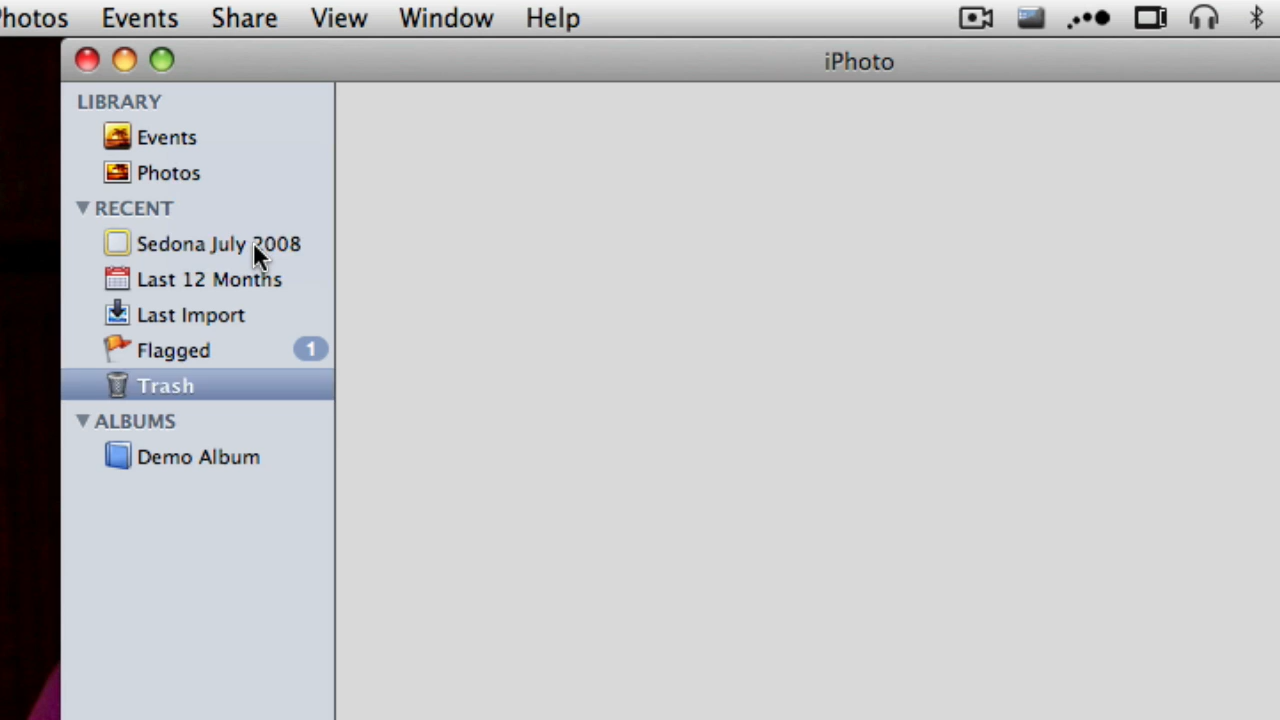 Photos Events Share View Window Help
iPhoto
LIBRARY
Events
Photos
RECENT
Sedona July 2008
Last 12 Months
Last Import
Flagged 1
Trash
ALBUMS
Demo Album